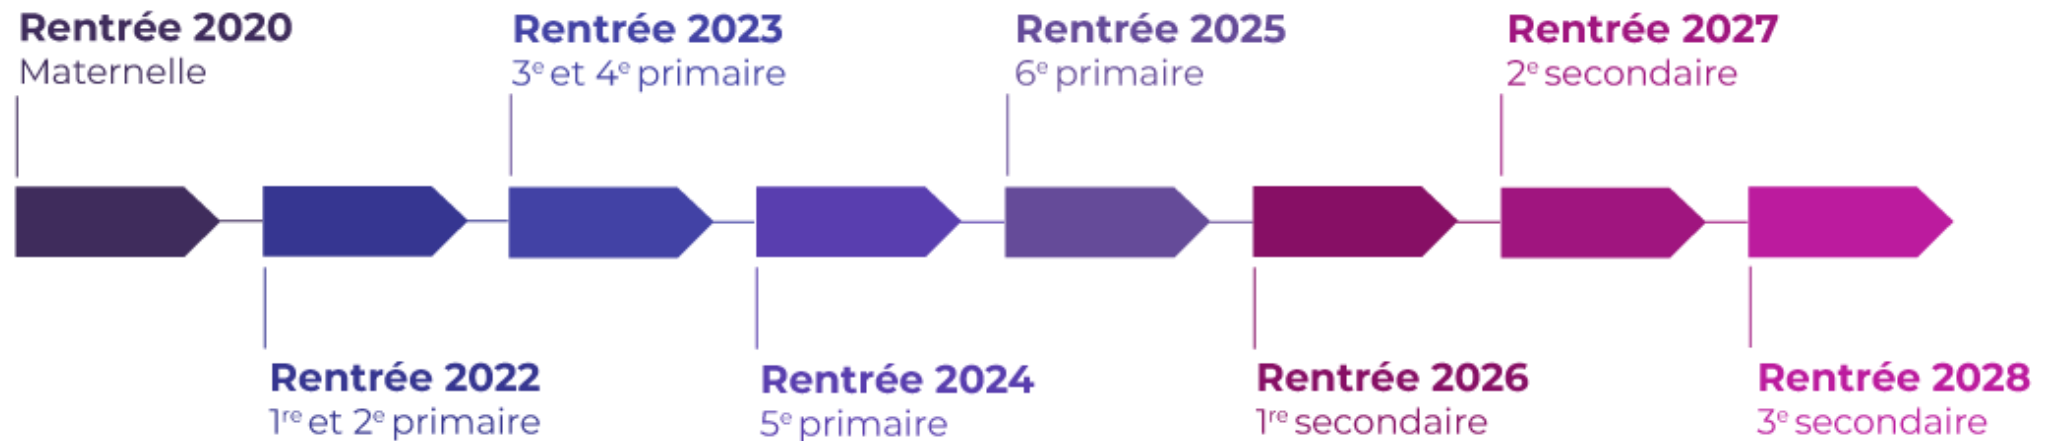 Rentrée 2020
Maternelle
Rentrée 2023
3e et 4e primaire
Rentrée 2025
6e primaire
Rentrée 2027
2e secondaire
Rentrée 2022
1re et 2e primaire
Rentrée 2024
5e primaire
Rentrée 2026
1re secondaire
Rentrée 2028
3e secondaire